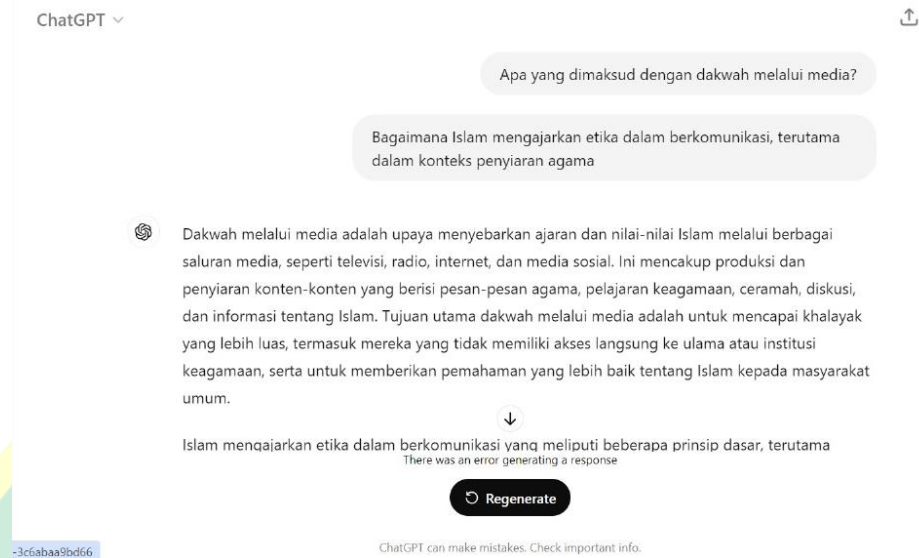 ChatGPT
Apa yang dimaksud dengan dakwah melalui media?
Bagaimana Islam mengajarkan etika dalam berkomunikasi, terutama
dalam konteks penyiaran agama
Dakwah melalui media adalah upaya menyebarkan ajaran dan nilai-nilai Islam melalui berbagai
saluran media, seperti televisi, radio, internet, dan media sosial. Ini mencakup produksi dan
penyiaran konten-konten yang berisi pesan-pesan agama, pelajaran keagamaan, ceramah, diskusi,
dan informasi tentang Islam. Tujuan utama dakwah melalui media adalah untuk mencapai khalayak
yang lebih luas, termasuk mereka yang tidak memiliki akses langsung ke ulama atau institusi
keagamaan, serta untuk memberikan pemahaman yang lebih baik tentang Islam kepada masyarakat
umum.
Islam mengajarkan etika dalam berkomunikasi yang meliputi beberapa prinsip dasar, terutama
There was an error generating a response
Regenerate
ChatGPT can make mistakes. Check important info.
-3c6abaa9bd66